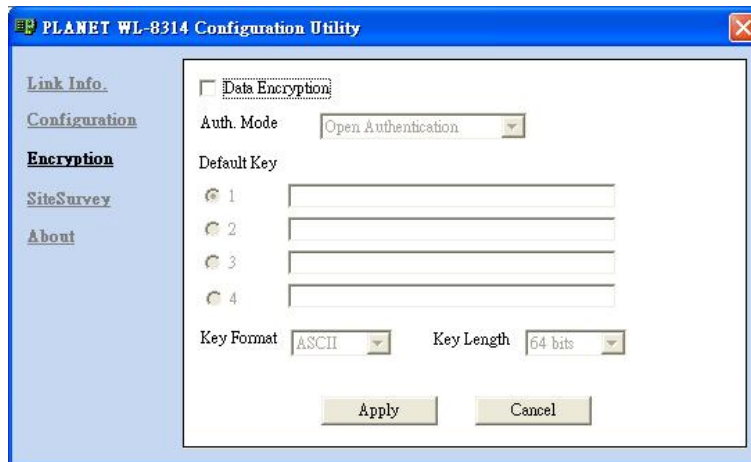 PLANET WL-8314 Configuration Utility
Link Info.
Configuration
Encryption
SiteSurvey
About
Data Encryption
Auth. Mode Open Authentication
Default Key
1
2
3
4
Key Format ASCII Key Length 64 bits
Apply Cancel